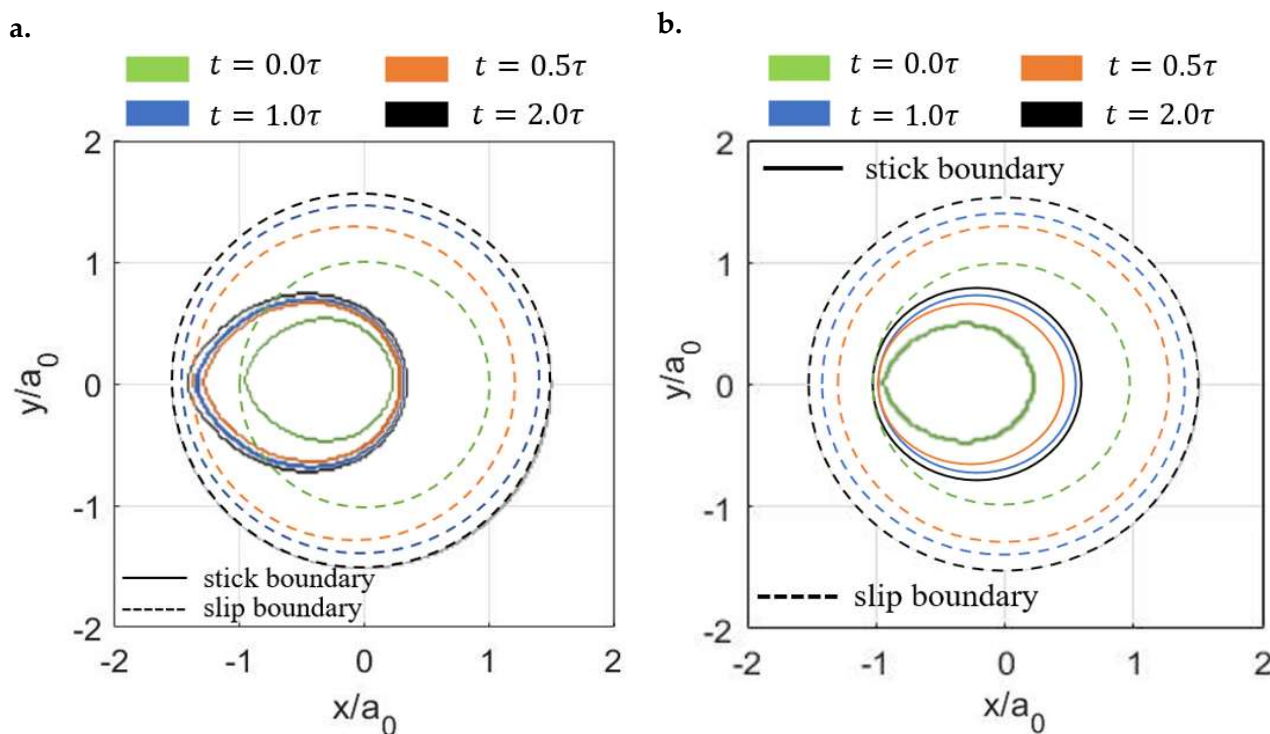 a.
t = 0.0τ t = 0.5τ
t = 1.0τ t = 2.0τ
2
1
0
-1
-2
y/a₀
stick boundary
slip boundary
-2 -1 0 1 2
x/a₀
b.
t = 0.0τ t = 0.5τ
t = 1.0τ t = 2.0τ
stick boundary
2
1
0
-1
-2
y/a₀
slip boundary
-2 -1 0 1 2
x/a₀